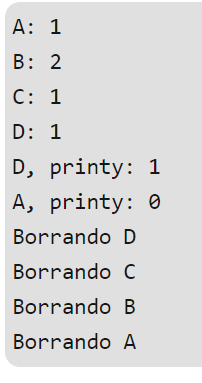 A: 1
B: 2
C: 1
D: 1
D, printy: 1
A, printy: 0
Borrando D
Borrando C
Borrando B
Borrando A